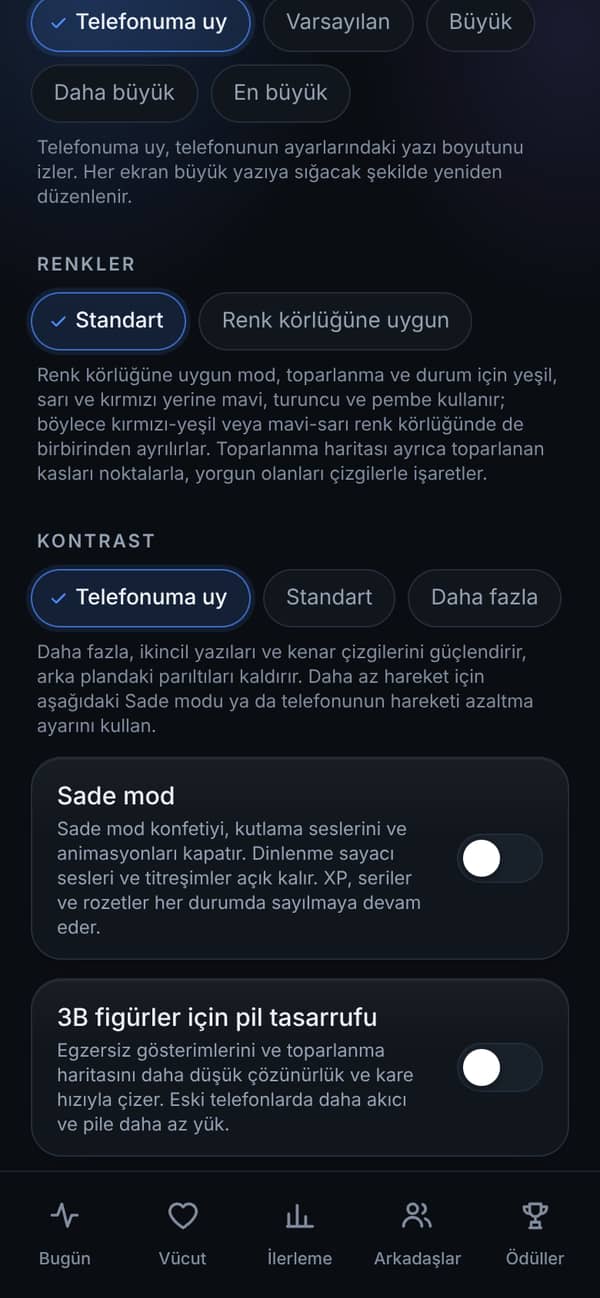 Telefonuma uy
Varsayılan
Büyük
Daha büyük
En büyük
Telefonuma uy, telefonunun ayarlarındaki yazı boyutunu
izler. Her ekran büyük yazıya sığacak şekilde yeniden
düzenlenir.
RENKLER
Standart
Renk körlüğüne uygun
Renk körlüğüne uygun mod, toparlanma ve durum için yeşil,
sarı ve kırmızı yerine mavi, turuncu ve pembe kullanır;
böylece kırmızı-yeşil veya mavi-sarı renk körlüğünde de
birbirinden ayrılırlar. Toparlanma haritası ayrıca toparlanan
kasları noktalarla, yorgun olanları çizgilerle işaretler.
KONTRAST
Telefonuma uy
Standart
Daha fazla
Daha fazla, ikincil yazıları ve kenar çizgilerini güçlendirir,
arka plandaki parıltıları kaldırır. Daha az hareket için
aşağıdaki Sade modu ya da telefonunun hareketi azaltma
ayarını kullan.
Sade mod
Sade mod konfetiyi, kutlama seslerini ve
animasyonları kapatır. Dinlenme sayacı
sesleri ve titreşimler açık kalır. XP, seriler
ve rozetler her durumda sayılmaya devam
eder.
3B figürler için pil tasarrufu
Egzersiz gösterimlerini ve toparlanma
haritasını daha düşük çözünürlük ve kare
hızıyla çizer. Eski telefonlarda daha akıcı
ve pile daha az yük.
Bugün
Vücut
İlerleme
Arkadaşlar
Ödüller